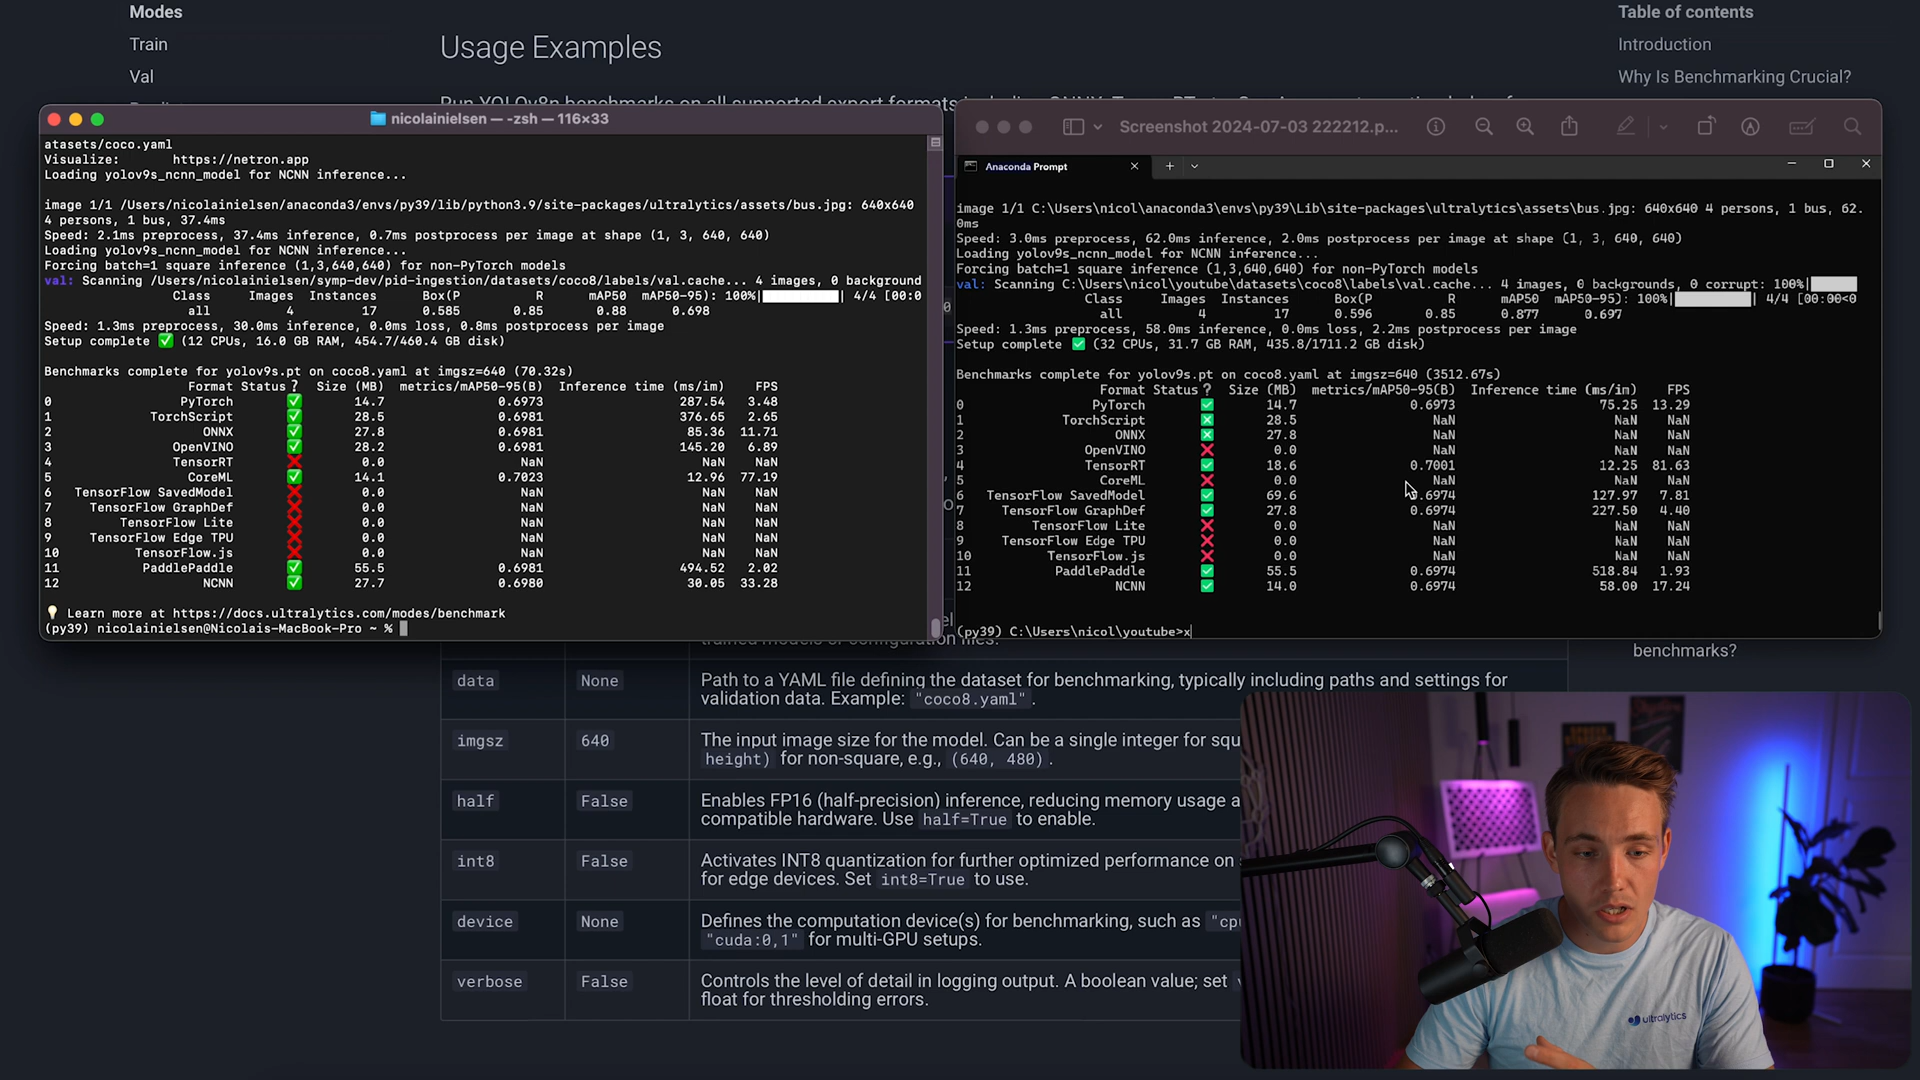 Modes
Train
Val
Usage Examples
Table of contents
Introduction
Why Is Benchmarking Crucial?
nicolainielsen — -zsh — 116×33
atasets/coco.yaml
Visualize: https://netron.app
Loading yolov9s_ncnn_model for NCNN inference...
image 1/1 /Users/nicolainielsen/anaconda3/envs/py39/lib/python3.9/site-packages/ultralytics/assets/bus.jpg: 640x640
4 persons, 1 bus, 37.4ms
Speed: 2.1ms preprocess, 37.4ms inference, 0.7ms postprocess per image at shape (1, 3, 640, 640)
Loading yolov9s_ncnn_model for NCNN inference...
Forcing batch=1 square inference (1,3,640,640) for non-PyTorch models
val: Scanning /Users/nicolainielsen/symp-dev/pid-ingestion/datasets/coco8/labels/val.cache... 4 images, 0 background
Class Images Instances Box(P R mAP50 mAP50-95): 100%| | 4/4 [00:0
all 4 17 0.585 0.85 0.88 0.698
Speed: 1.3ms preprocess, 30.0ms inference, 0.0ms loss, 0.8ms postprocess per image
Setup complete ✅ (12 CPUs, 16.0 GB RAM, 454.7/460.4 GB disk)
Benchmarks complete for yolov9s.pt on coco8.yaml at imgsz=640 (70.32s)
Format Status❔ Size (MB) metrics/mAP50-95(B) Inference time (ms/im) FPS
0 PyTorch ✅ 14.7 0.6973 287.54 3.48
1 TorchScript ✅ 28.5 0.6981 376.65 2.65
2 ONNX ✅ 27.8 0.6981 85.36 11.71
3 OpenVINO ✅ 28.2 0.6981 145.20 6.89
4 TensorRT ❌ 0.0 NaN NaN NaN
5 CoreML ✅ 14.1 0.7023 12.96 77.19
6 TensorFlow SavedModel ❌ 0.0 NaN NaN NaN
7 TensorFlow GraphDef ❌ 0.0 NaN NaN NaN
8 TensorFlow Lite ❌ 0.0 NaN NaN NaN
9 TensorFlow Edge TPU ❌ 0.0 NaN NaN NaN
10 TensorFlow.js ❌ 0.0 NaN NaN NaN
11 PaddlePaddle ✅ 55.5 0.6981 494.52 2.02
12 NCNN ✅ 27.7 0.6980 30.05 33.28
💡 Learn more at https://docs.ultralytics.com/modes/benchmark
(py39) nicolainielsen@Nicolais-MacBook-Pro ~ %
Screenshot 2024-07-03 222212.p...
Anaconda Prompt
image 1/1 C:\Users\nicol\anaconda3\envs\py39\Lib\site-packages\ultralytics\assets\bus.jpg: 640x640 4 persons, 1 bus, 62.
0ms
Speed: 3.0ms preprocess, 62.0ms inference, 2.0ms postprocess per image at shape (1, 3, 640, 640)
Loading yolov9s_ncnn_model for NCNN inference...
Forcing batch=1 square inference (1,3,640,640) for non-PyTorch models
val: Scanning C:\Users\nicol\youtube\datasets\coco8\labels\val.cache... 4 images, 0 backgrounds, 0 corrupt: 100%|
Class Images Instances Box(P R mAP50 mAP50-95): 100%| | 4/4 [00:00<0
all 4 17 0.596 0.85 0.877 0.697
Speed: 1.3ms preprocess, 58.0ms inference, 0.0ms loss, 2.2ms postprocess per image
Setup complete ✅ (32 CPUs, 31.7 GB RAM, 435.8/1711.2 GB disk)
Benchmarks complete for yolov9s.pt on coco8.yaml at imgsz=640 (3512.67s)
Format Status❔ Size (MB) metrics/mAP50-95(B) Inference time (ms/im) FPS
0 PyTorch ✅ 14.7 0.6973 75.25 13.29
1 TorchScript ❎ 28.5 NaN NaN NaN
2 ONNX ❎ 27.8 NaN NaN NaN
3 OpenVINO ❌ 0.0 NaN NaN NaN
4 TensorRT ✅ 18.6 0.7001 12.25 81.63
5 CoreML ❌ 0.0 NaN NaN NaN
6 TensorFlow SavedModel ✅ 69.6 0.6974 127.97 7.81
7 TensorFlow GraphDef ✅ 27.8 0.6974 227.50 4.40
8 TensorFlow Lite ❌ 0.0 NaN NaN NaN
9 TensorFlow Edge TPU ❌ 0.0 NaN NaN NaN
10 TensorFlow.js ❌ 0.0 NaN NaN NaN
11 PaddlePaddle ✅ 55.5 0.6974 518.84 1.93
12 NCNN ✅ 14.0 0.6974 58.00 17.24
(py39) C:\Users\nicol\youtube>x
benchmarks?
data None Path to a YAML file defining the dataset for benchmarking, typically including paths and settings for
validation data. Example: "coco8.yaml".
imgsz 640 The input image size for the model. Can be a single integer for squ
height) for non-square, e.g., (640, 480).
half False Enables FP16 (half-precision) inference, reducing memory usage a
compatible hardware. Use half=True to enable.
int8 False Activates INT8 quantization for further optimized performance on
for edge devices. Set int8=True to use.
device None Defines the computation device(s) for benchmarking, such as "cpu
"cuda:0,1" for multi-GPU setups.
verbose False Controls the level of detail in logging output. A boolean value; set
float for thresholding errors.
ultralytics